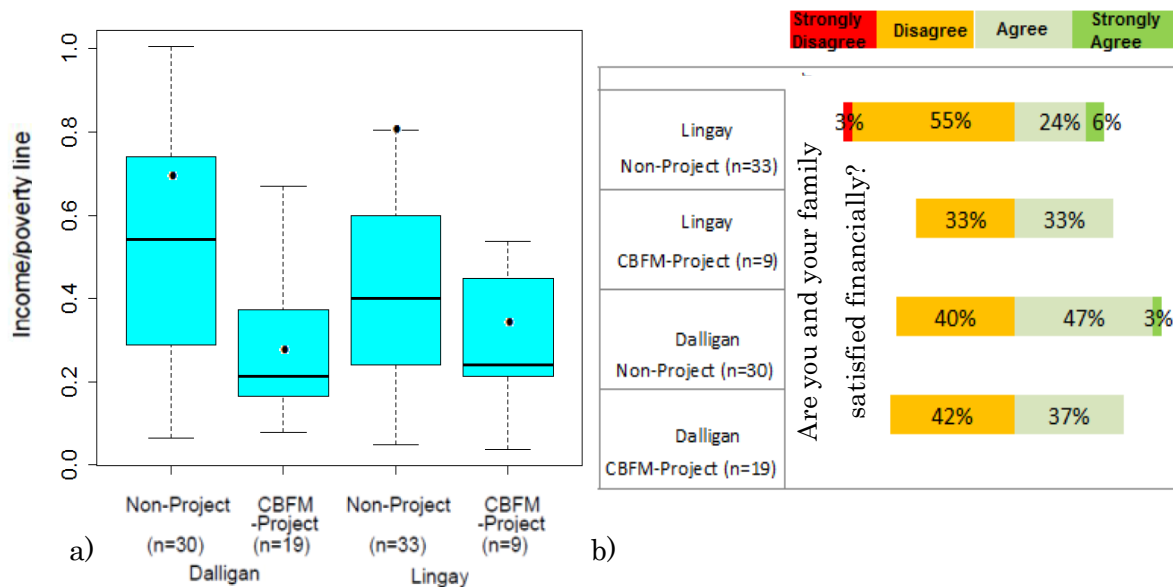 Income/poverty line
1.0
0.8
0.6
0.4
0.2
0.0
Non-Project
(n=30)
CBFM
-Project
(n=19)
Non-Project
(n=33)
CBFM
-Project
(n=9)
Dalligan
Lingay
a)
Strongly
Disagree
Disagree
Agree
Strongly
Agree
Lingay
Non-Project (n=33)
Lingay
CBFM-Project (n=9)
Dalligan
Non-Project (n=30)
Dalligan
CBFM-Project (n=19)
Are you and your family
satisfied financially?
3% 55% 24% 6%
33% 33%
40% 47% 3%
42% 37%
b)